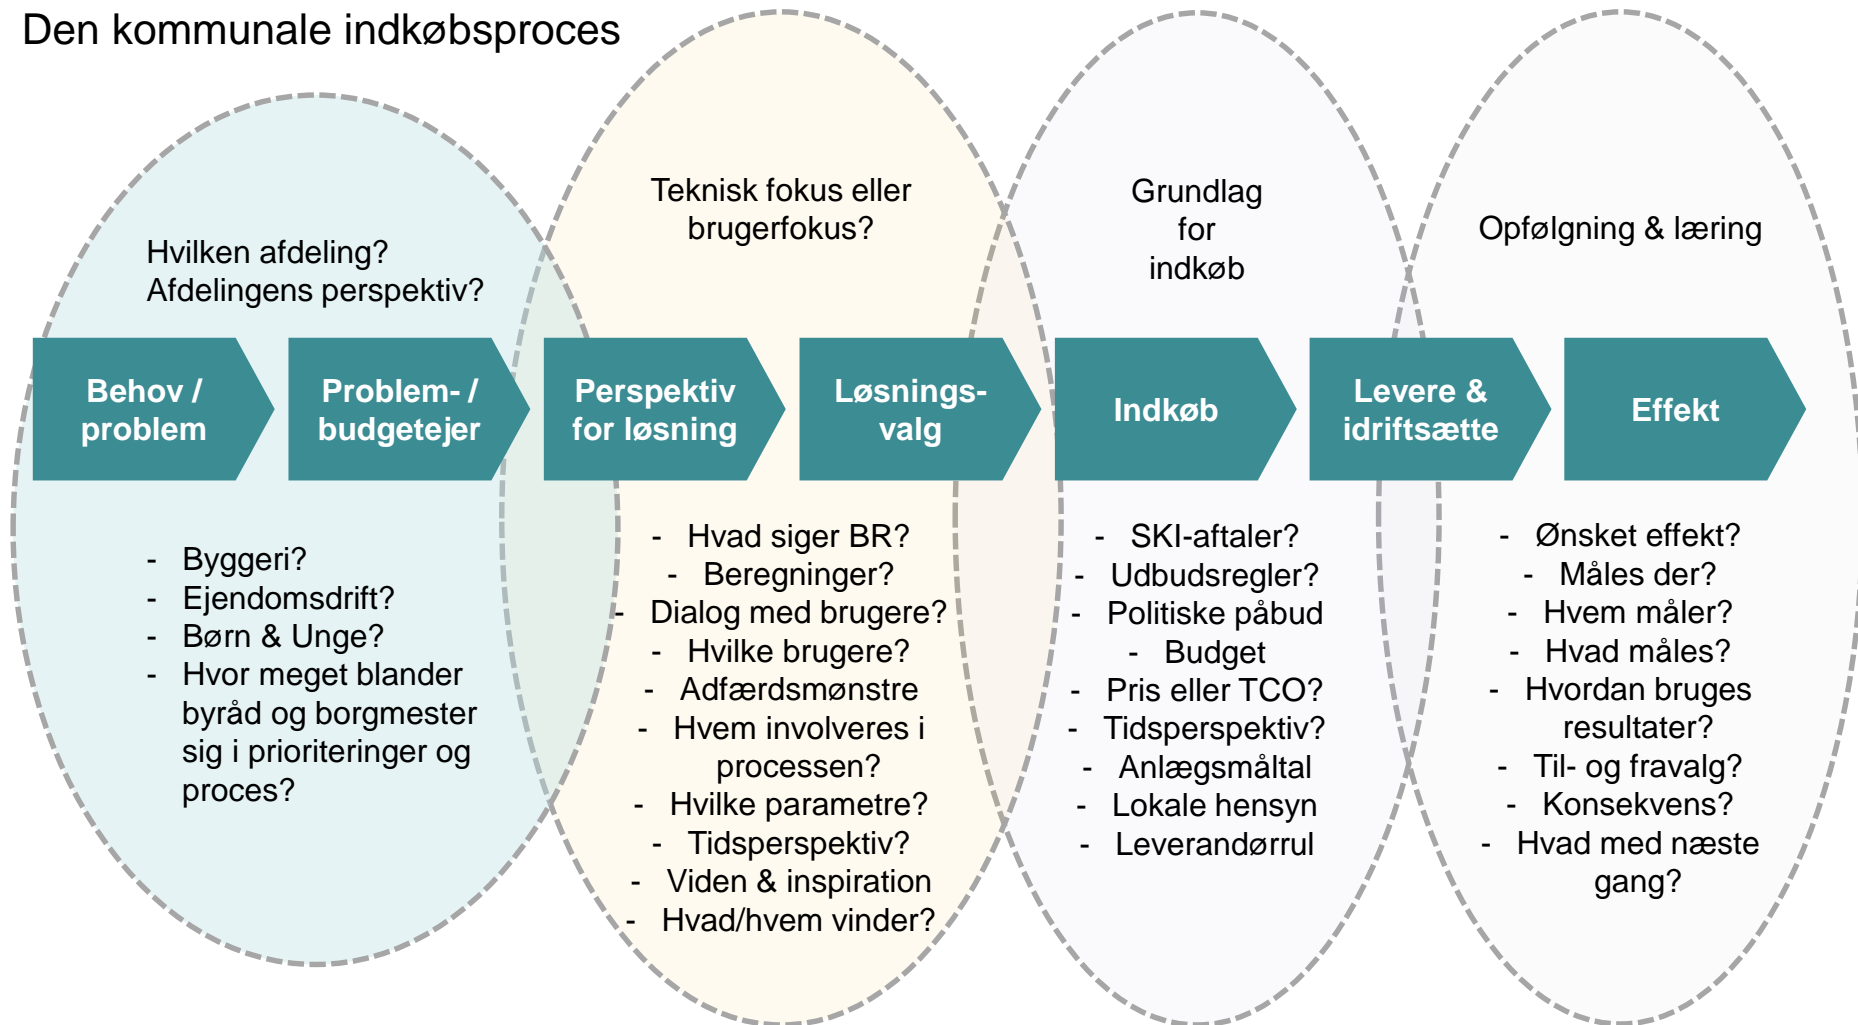 Den kommunale indkøbsproces
Hvilken afdeling?
Afdelingens perspektiv?
Teknisk fokus eller
brugerfokus?
Grundlag
for
indkøb
Opfølgning & læring
Behov /
problem
Problem- /
budgetejer
Perspektiv
for løsning
Løsnings-
valg
Indkøb
Levere &
idriftsætte
Effekt
- Byggeri?
- Ejendomsdrift?
- Børn & Unge?
- Hvor meget blander
byråd og borgmester
sig i prioriteringer og
proces?
- Hvad siger BR?
- Beregninger?
- Dialog med brugere?
- Hvilke brugere?
- Adfærdsmønstre
- Hvem involveres i
processen?
- Hvilke parametre?
- Tidsperspektiv?
- Viden & inspiration
- Hvad/hvem vinder?
- SKI-aftaler?
- Udbudsregler?
- Politiske påbud
- Budget
- Pris eller TCO?
- Tidsperspektiv?
- Anlægsmåltal
- Lokale hensyn
- Leverandørrul
- Ønsket effekt?
- Måles der?
- Hvem måler?
- Hvad måles?
- Hvordan bruges
resultater?
- Til- og fravalg?
- Konsekvens?
- Hvad med næste
gang?